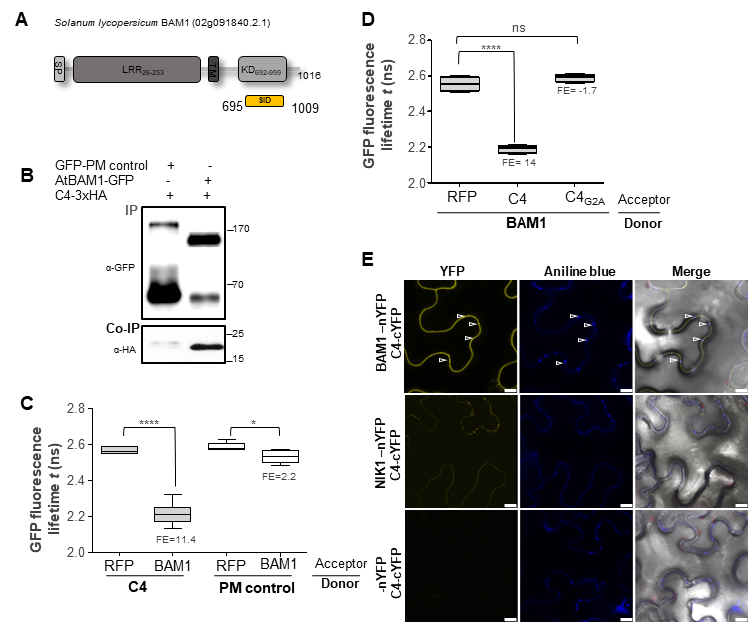 A
Solanum lycopersicum BAM1 (02g091840.2.1)
SP
LRR26-253
TM
KD692-959
1016
695
SID
1009
B
GFP-PM control + -
AtBAM1-GFP - +
C4-3xHA + +
IP
170
α-GFP
70
Co-IP
25
α-HA
15
C
GFP fluorescence
lifetime t (ns)
2.8
2.6
2.4
2.2
2.0
****
*
FE=11.4
FE=2.2
RFP BAM1 RFP BAM1 Acceptor
C4 PM control Donor
D
GFP fluorescence
lifetime t (ns)
2.8
2.6
2.4
2.2
2.0
ns
****
FE= 14
FE= -1.7
RFP C4 C4G2A Acceptor
BAM1 Donor
E
YFP Aniline blue Merge
BAM1 –nYFP
C4-cYFP
NIK1 –nYFP
C4-cYFP
-nYFP
C4-cYFP